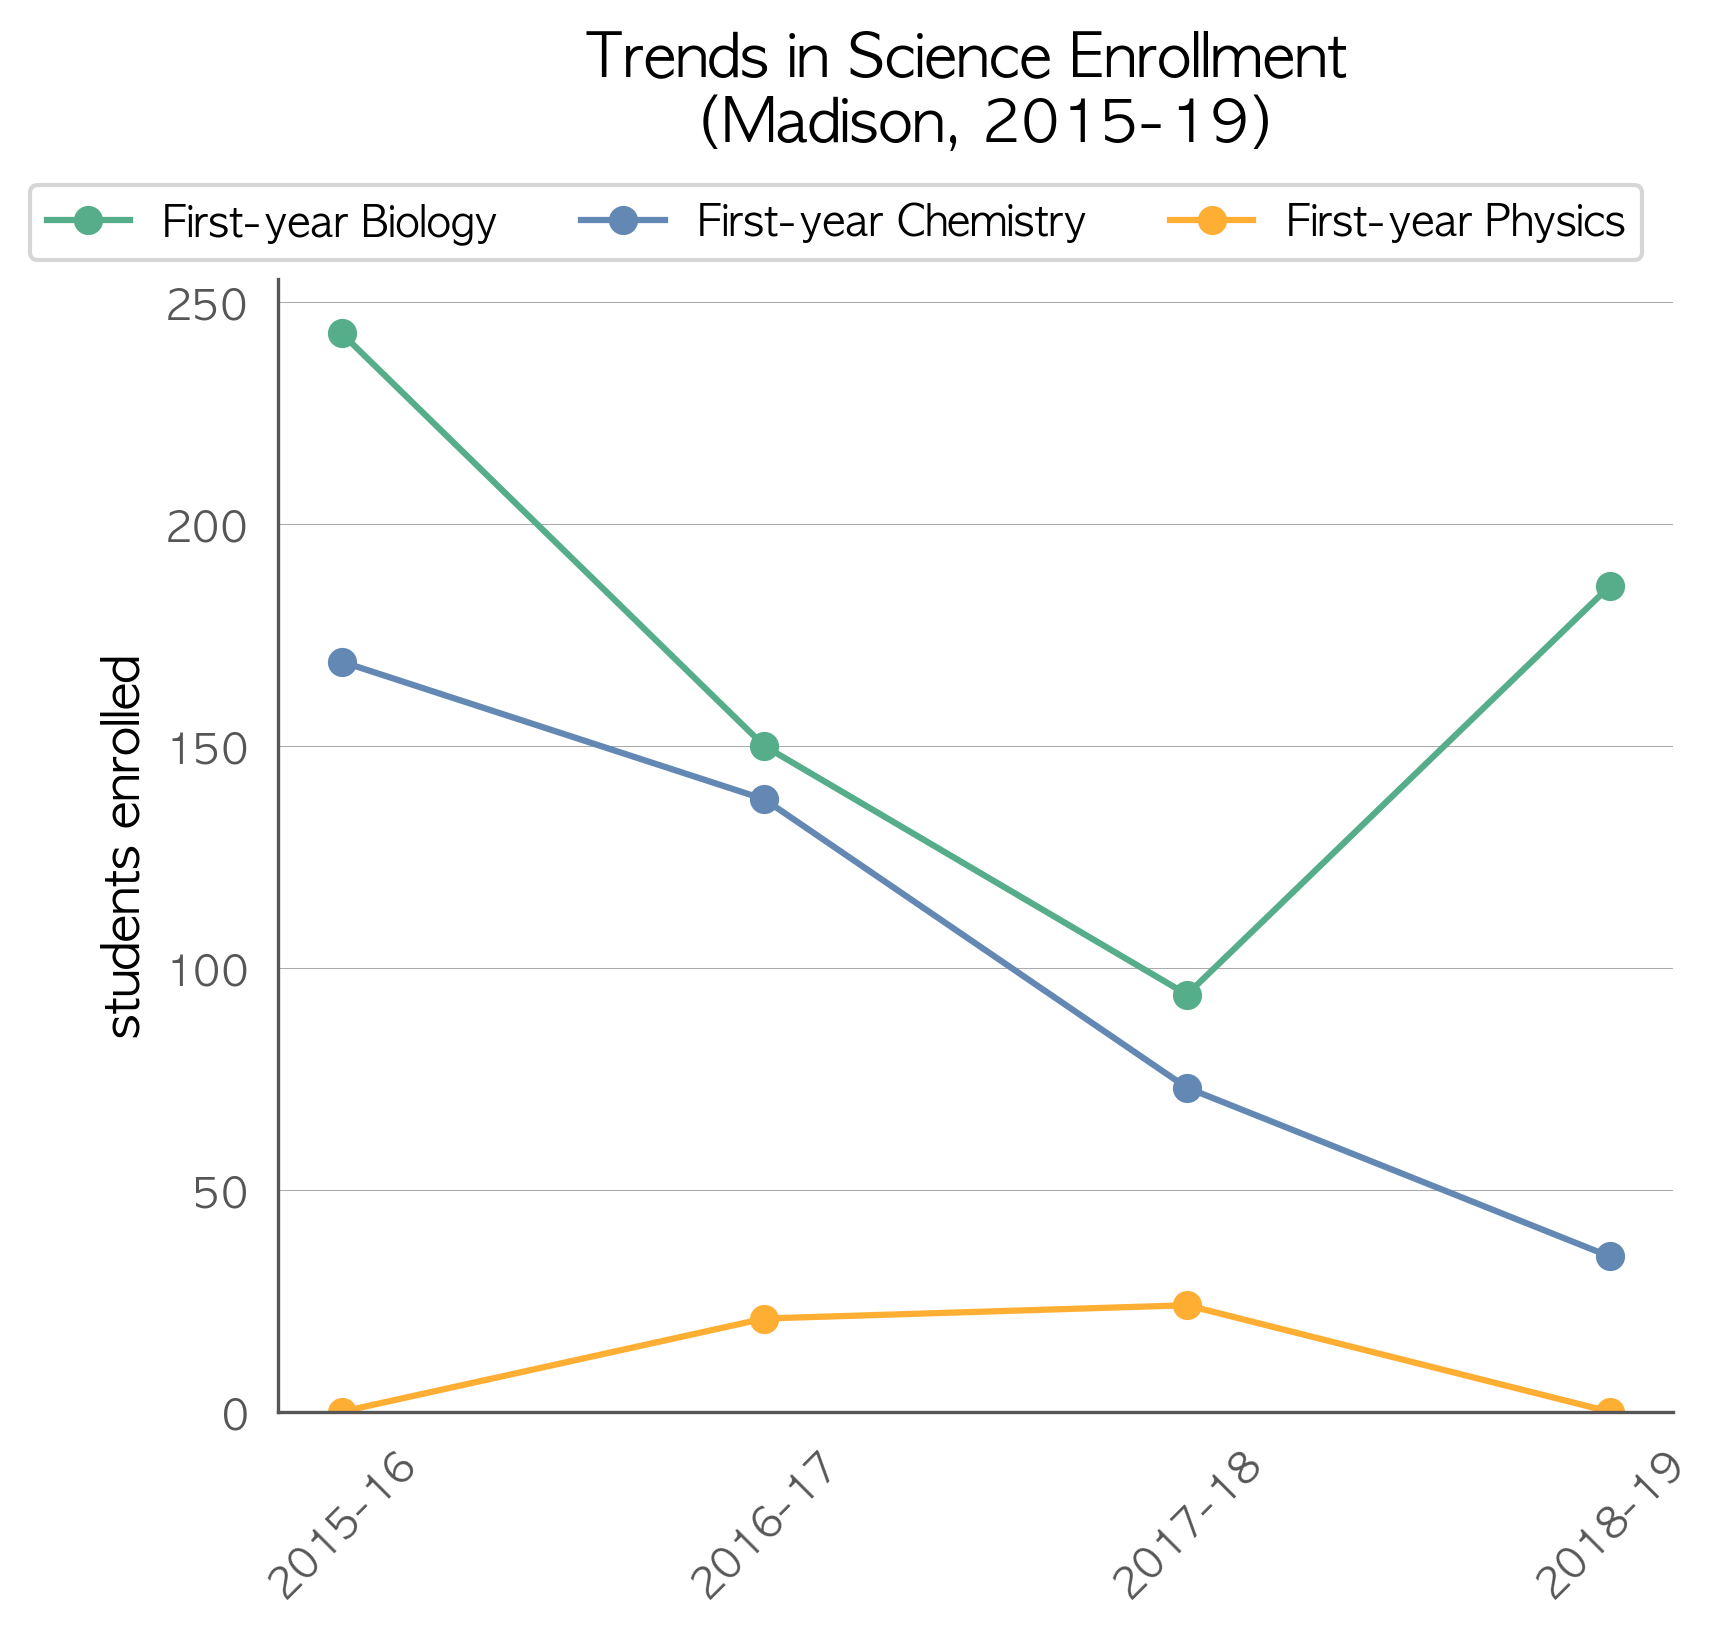 Trends in Science Enrollment
(Madison, 2015-19)
First-year Biology First-year Chemistry First-year Physics
250
200
150
100
50
0
students enrolled
2015-16 2016-17 2017-18 2018-19